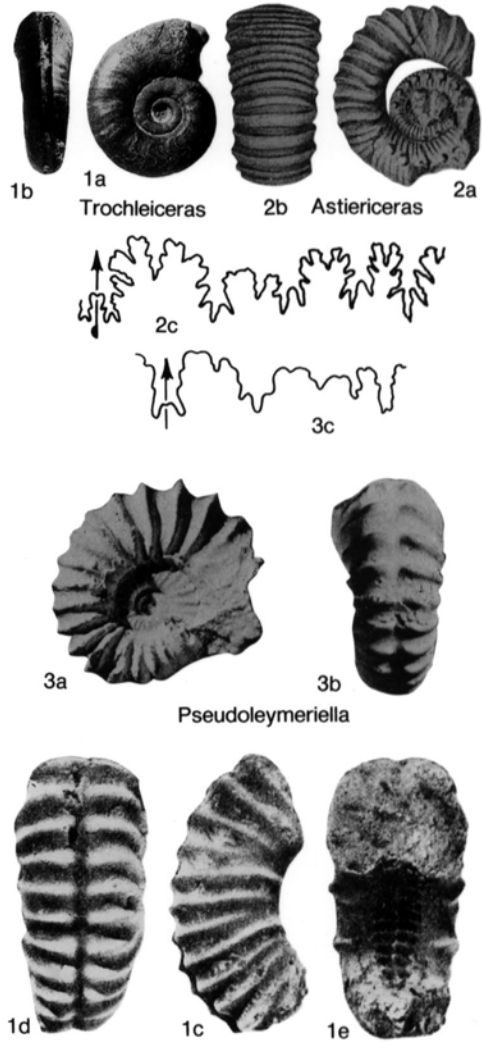 1b
1a
2b
2a
Trochleiceras
Astiericeras
2c
3c
3a
3b
Pseudoleymeriella
1d
1c
1e